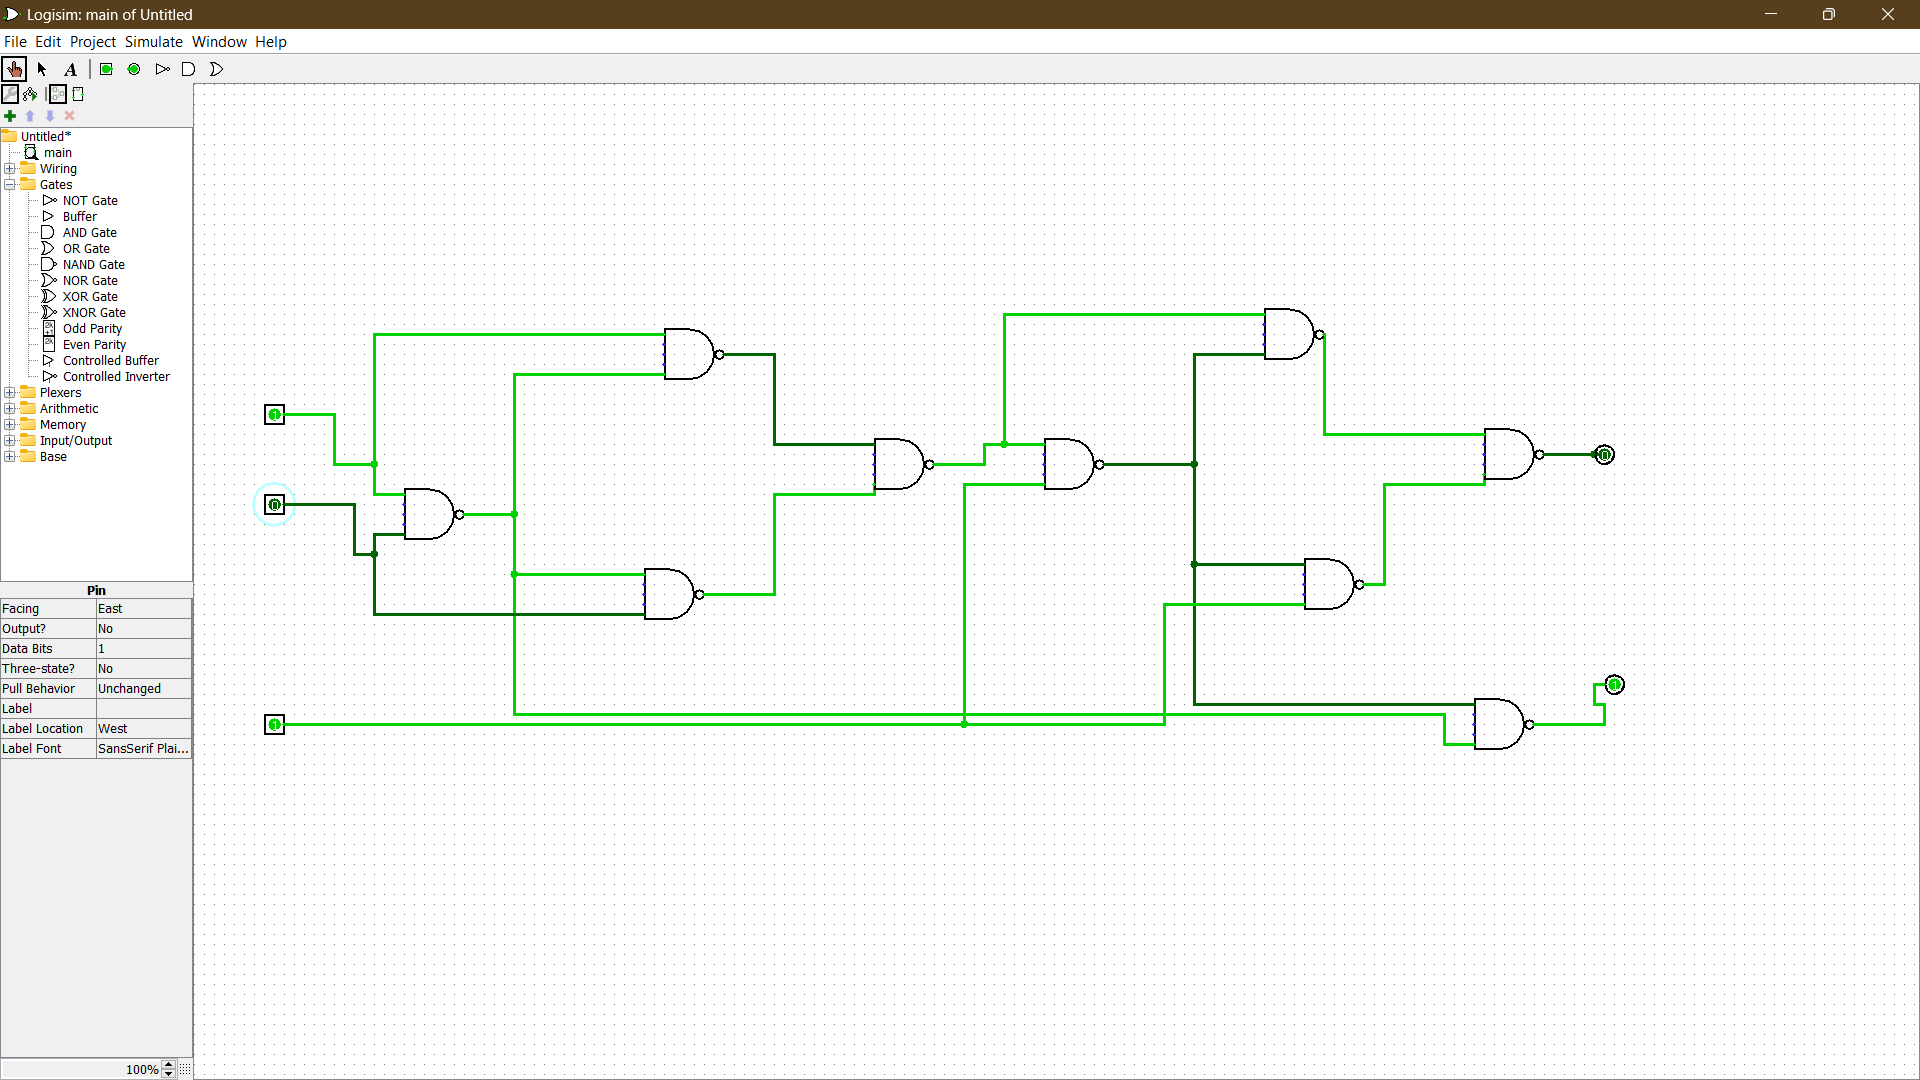 Logisim: main of Untitled
File Edit Project Simulate Window Help
A
Untitled*
main
Wiring
Gates
NOT Gate
Buffer
AND Gate
OR Gate
NAND Gate
NOR Gate
XOR Gate
XNOR Gate
Odd Parity
Even Parity
Controlled Buffer
Controlled Inverter
Plexers
Arithmetic
Memory
Input/Output
Base
Pin
Facing East
Output? No
Data Bits 1
Three-state? No
Pull Behavior Unchanged
Label
Label Location West
Label Font SansSerif Plai...
100%
1
0
1
0
1